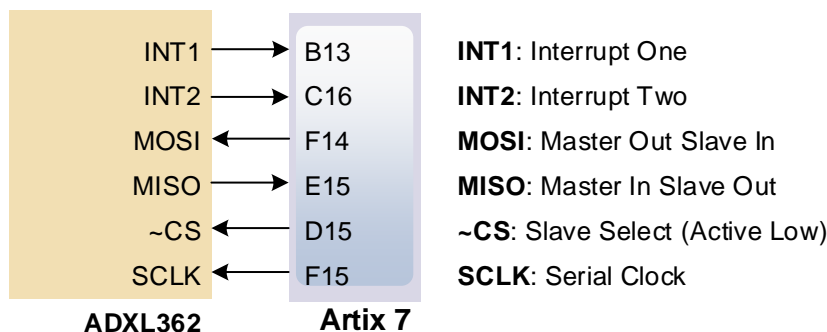 INT1 B13 INT1: Interrupt One
INT2 C16 INT2: Interrupt Two
MOSI F14 MOSI: Master Out Slave In
MISO E15 MISO: Master In Slave Out
~CS D15 ~CS: Slave Select (Active Low)
SCLK F15 SCLK: Serial Clock
ADXL362 Artix 7